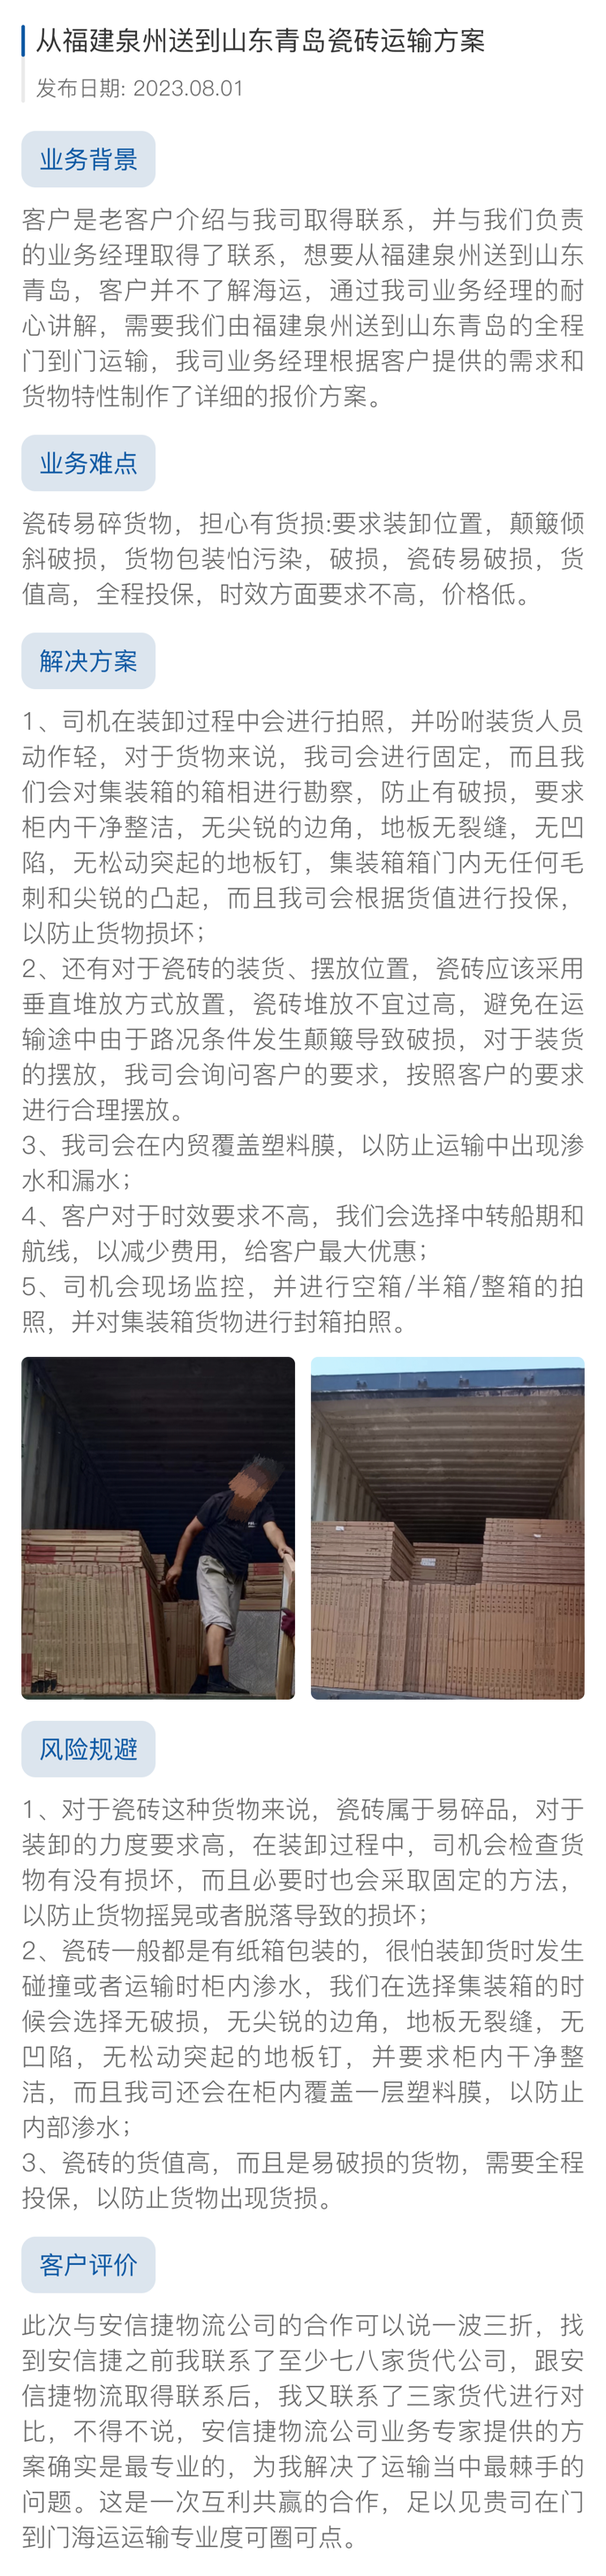 从福建泉州送到山东青岛瓷砖运输方案
发布日期: 2023.08.01
业务背景
客户是老客户介绍与我司取得联系，并与我们负责
的业务经理取得了联系，想要从福建泉州送到山东
青岛，客户并不了解海运，通过我司业务经理的耐
心讲解，需要我们由福建泉州送到山东青岛的全程
门到门运输，我司业务经理根据客户提供的需求和
货物特性制作了详细的报价方案。
业务难点
瓷砖易碎货物，担心有货损:要求装卸位置，颠簸倾
斜破损，货物包装怕污染，破损，瓷砖易破损，货
值高，全程投保，时效方面要求不高，价格低。
解决方案
1、司机在装卸过程中会进行拍照，并吩咐装货人员
动作轻，对于货物来说，我司会进行固定，而且我
们会对集装箱的箱相进行勘察，防止有破损，要求
柜内干净整洁，无尖锐的边角，地板无裂缝，无凹
陷，无松动突起的地板钉，集装箱箱门内无任何毛
刺和尖锐的凸起，而且我司会根据货值进行投保，
以防止货物损坏；
2、还有对于瓷砖的装货、摆放位置，瓷砖应该采用
垂直堆放方式放置，瓷砖堆放不宜过高，避免在运
输途中由于路况条件发生颠簸导致破损，对于装货
的摆放，我司会询问客户的要求，按照客户的要求
进行合理摆放。
3、我司会在内贸覆盖塑料膜，以防止运输中出现渗
水和漏水；
4、客户对于时效要求不高，我们会选择中转船期和
航线，以减少费用，给客户最大优惠；
5、司机会现场监控，并进行空箱/半箱/整箱的拍
照，并对集装箱货物进行封箱拍照。
风险规避
1、对于瓷砖这种货物来说，瓷砖属于易碎品，对于
装卸的力度要求高，在装卸过程中，司机会检查货
物有没有损坏，而且必要时也会采取固定的方法，
以防止货物摇晃或者脱落导致的损坏；
2、瓷砖一般都是有纸箱包装的，很怕装卸货时发生
碰撞或者运输时柜内渗水，我们在选择集装箱的时
候会选择无破损，无尖锐的边角，地板无裂缝，无
凹陷，无松动突起的地板钉，并要求柜内干净整
洁，而且我司还会在柜内覆盖一层塑料膜，以防止
内部渗水；
3、瓷砖的货值高，而且是易破损的货物，需要全程
投保，以防止货物出现货损。
客户评价
此次与安信捷物流公司的合作可以说一波三折，找
到安信捷之前我联系了至少七八家货代公司，跟安
信捷物流取得联系后，我又联系了三家货代进行对
比，不得不说，安信捷物流公司业务专家提供的方
案确实是最专业的，为我解决了运输当中最棘手的
问题。这是一次互利共赢的合作，足以见贵司在门
到门海运运输专业度可圈可点。